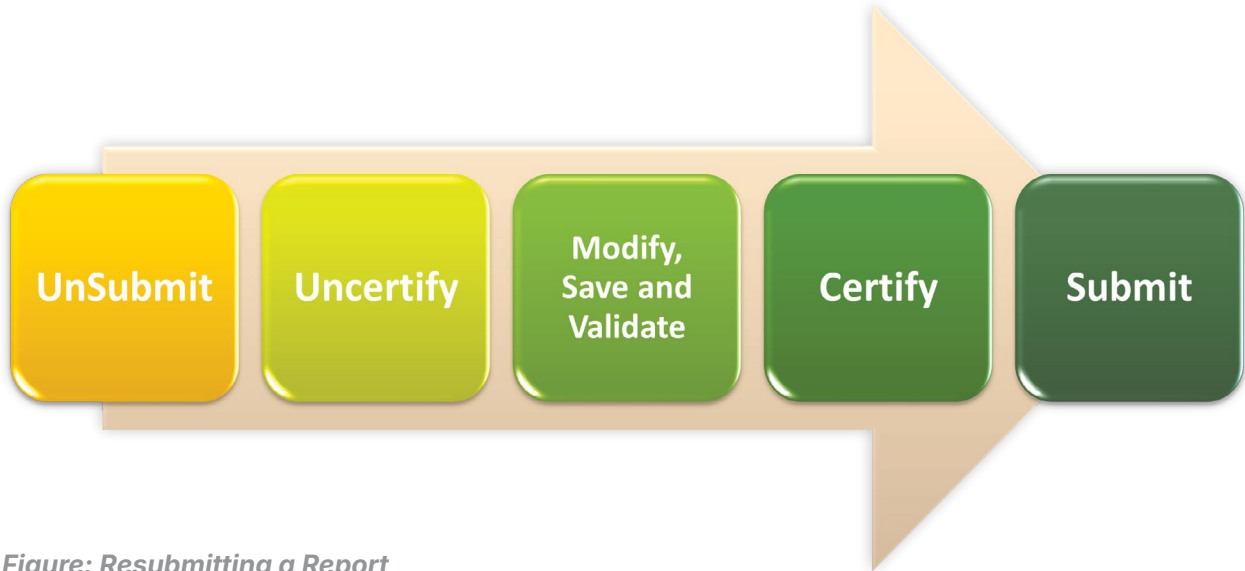 UnSubmit
Uncertify
Modify,
Save and
Validate
Certify
Submit
Figure: Resubmitting a Report